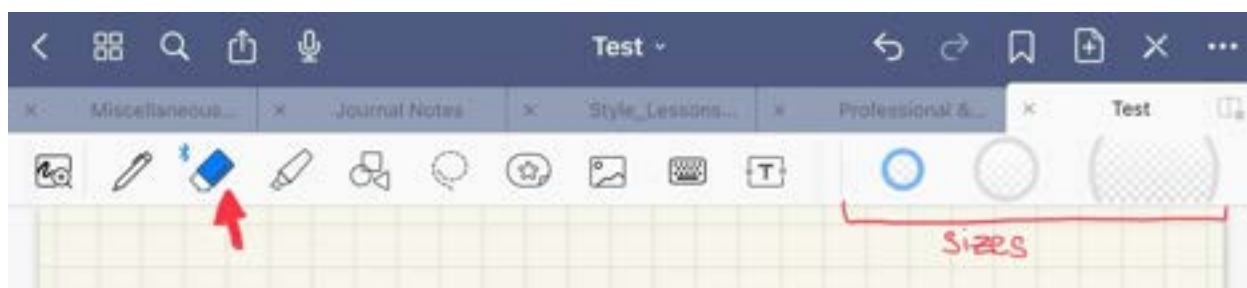 Test
Miscellaneous... Journal Notes Style_Lessons... Professional &... Test
T
sizes